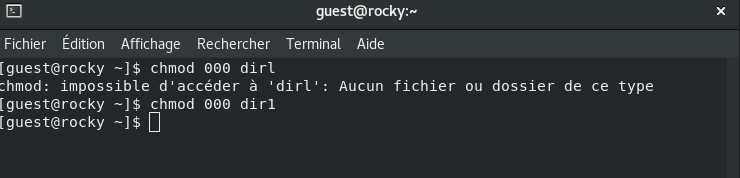 guest@rocky:~
Fichier Édition Affichage Rechercher Terminal Aide
[guest@rocky ~]$ chmod 000 dirl
chmod: impossible d'accéder à 'dirl': Aucun fichier ou dossier de ce type
[guest@rocky ~]$ chmod 000 dir1
[guest@rocky ~]$